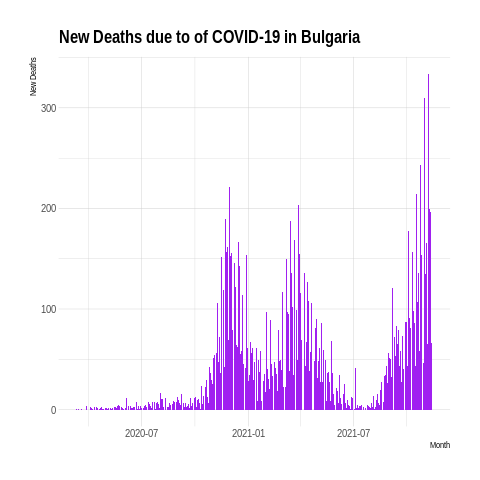 New Deaths due to of COVID-19 in Bulgaria
New Deaths
300
200
100
0
2020-07
2021-01
2021-07
Month